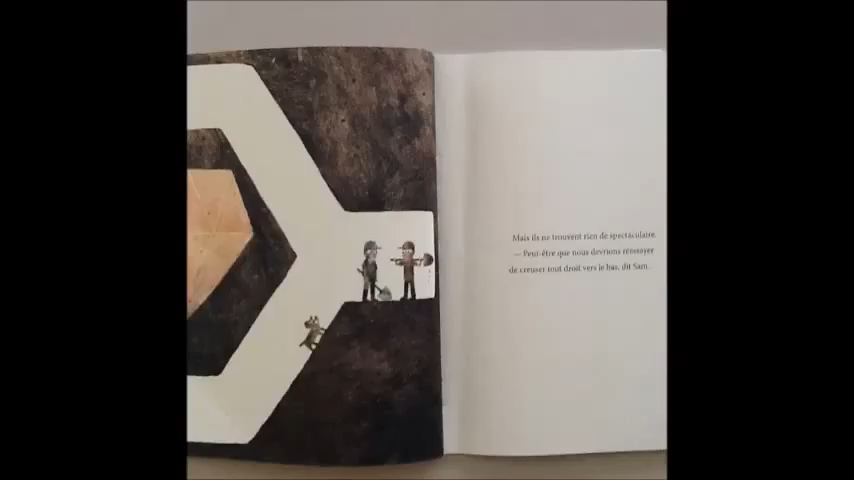 Mais ils ne trouvent rien de spectaculaire.
— Peut-être que nous devrions réessayer
de creuser tout droit vers le bas, dit Sam.